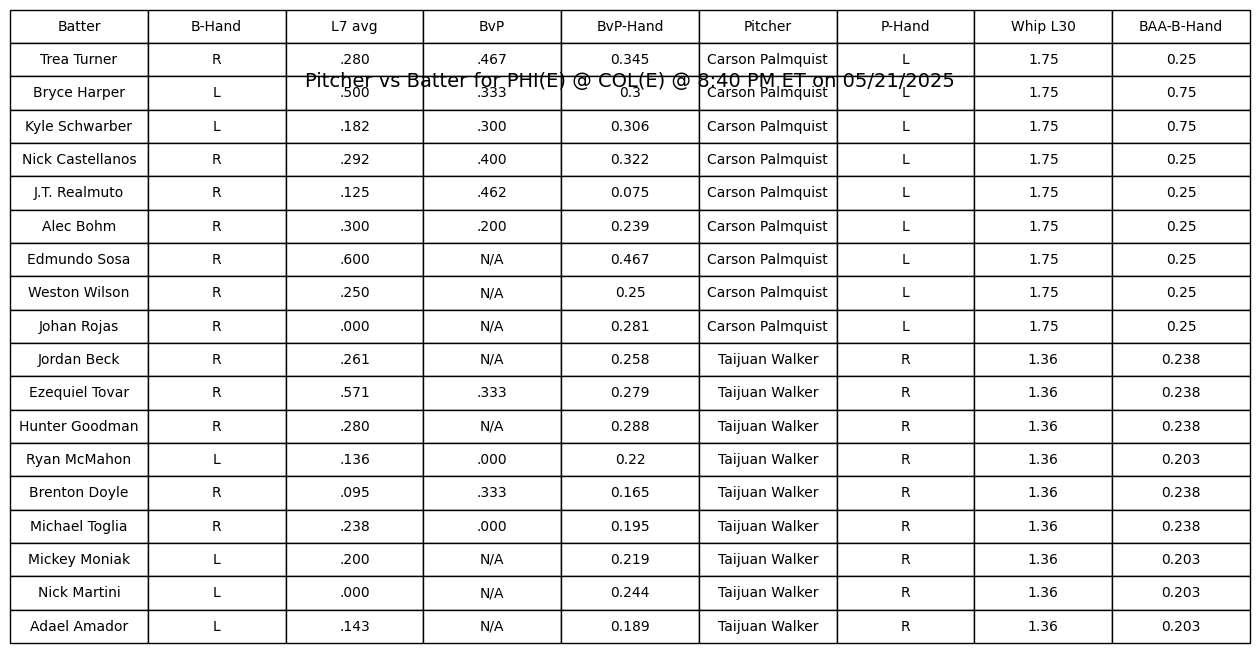 Batter B-Hand L7 avg BvP BvP-Hand Pitcher P-Hand Whip L30 BAA-B-Hand
Trea Turner R .280 .467 0.345 Carson Palmquist L 1.75 0.25
Pitcher vs Batter for PHI(E) @ COL(E) @ 8:40 PM ET on 05/21/2025
Bryce Harper L .500 .333 0.3 Carson Palmquist L 1.75 0.75
Kyle Schwarber L .182 .300 0.306 Carson Palmquist L 1.75 0.75
Nick Castellanos R .292 .400 0.322 Carson Palmquist L 1.75 0.25
J.T. Realmuto R .125 .462 0.075 Carson Palmquist L 1.75 0.25
Alec Bohm R .300 .200 0.239 Carson Palmquist L 1.75 0.25
Edmundo Sosa R .600 N/A 0.467 Carson Palmquist L 1.75 0.25
Weston Wilson R .250 N/A 0.25 Carson Palmquist L 1.75 0.25
Johan Rojas R .000 N/A 0.281 Carson Palmquist L 1.75 0.25
Jordan Beck R .261 N/A 0.258 Taijuan Walker R 1.36 0.238
Ezequiel Tovar R .571 .333 0.279 Taijuan Walker R 1.36 0.238
Hunter Goodman R .280 N/A 0.288 Taijuan Walker R 1.36 0.238
Ryan McMahon L .136 .000 0.22 Taijuan Walker R 1.36 0.203
Brenton Doyle R .095 .333 0.165 Taijuan Walker R 1.36 0.238
Michael Toglia R .238 .000 0.195 Taijuan Walker R 1.36 0.238
Mickey Moniak L .200 N/A 0.219 Taijuan Walker R 1.36 0.203
Nick Martini L .000 N/A 0.244 Taijuan Walker R 1.36 0.203
Adael Amador L .143 N/A 0.189 Taijuan Walker R 1.36 0.203